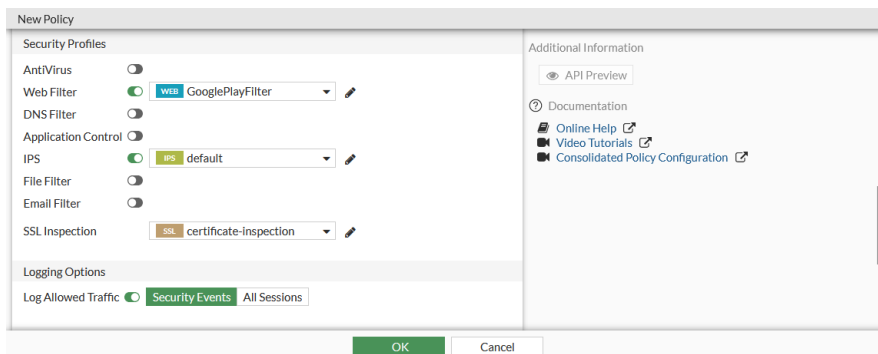 New Policy
Security Profiles
AntiVirus
Web Filter WEB GooglePlayFilter
DNS Filter
Application Control
IPS IPS default
File Filter
Email Filter
SSL Inspection SSL certificate-inspection
Logging Options
Log Allowed Traffic Security Events All Sessions
Additional Information
API Preview
Documentation
Online Help
Video Tutorials
Consolidated Policy Configuration
OK Cancel